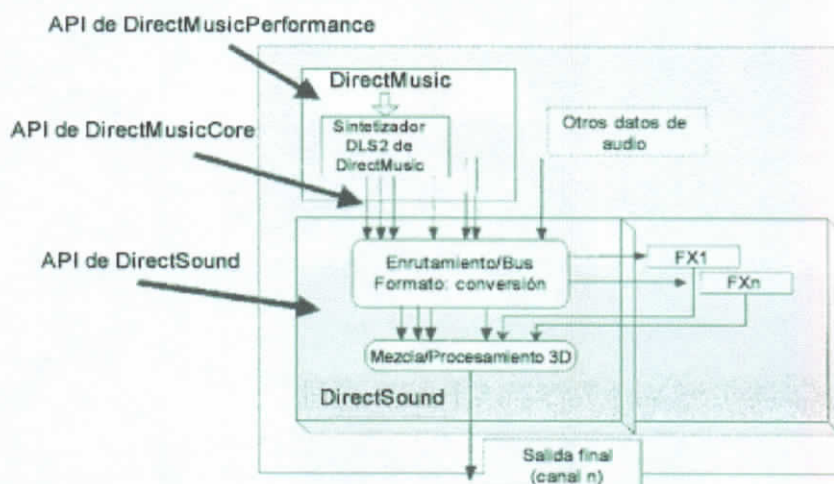 API de DirectMusicPerformance
DirectMusic
API de DirectMusicCore
Sintetizador
DLS2 de
DirectMusic
Otros datos de
audio
API de DirectSound
Enrutamiento/Bus
Formato: conversión
FX1
FXn
Mezcla/Procesamiento 3D
DirectSound
Salida final
(canal n)